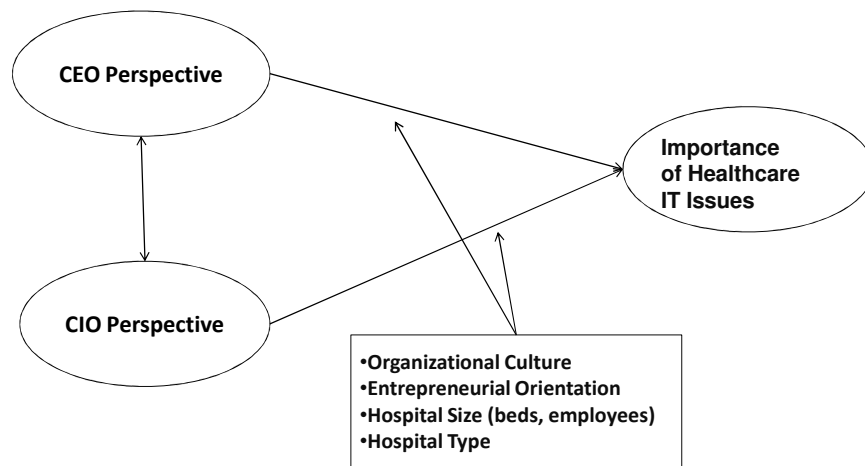 CEO Perspective
Importance
of Healthcare
IT Issues
CIO Perspective
•Organizational Culture
•Entrepreneurial Orientation
•Hospital Size (beds, employees)
•Hospital Type